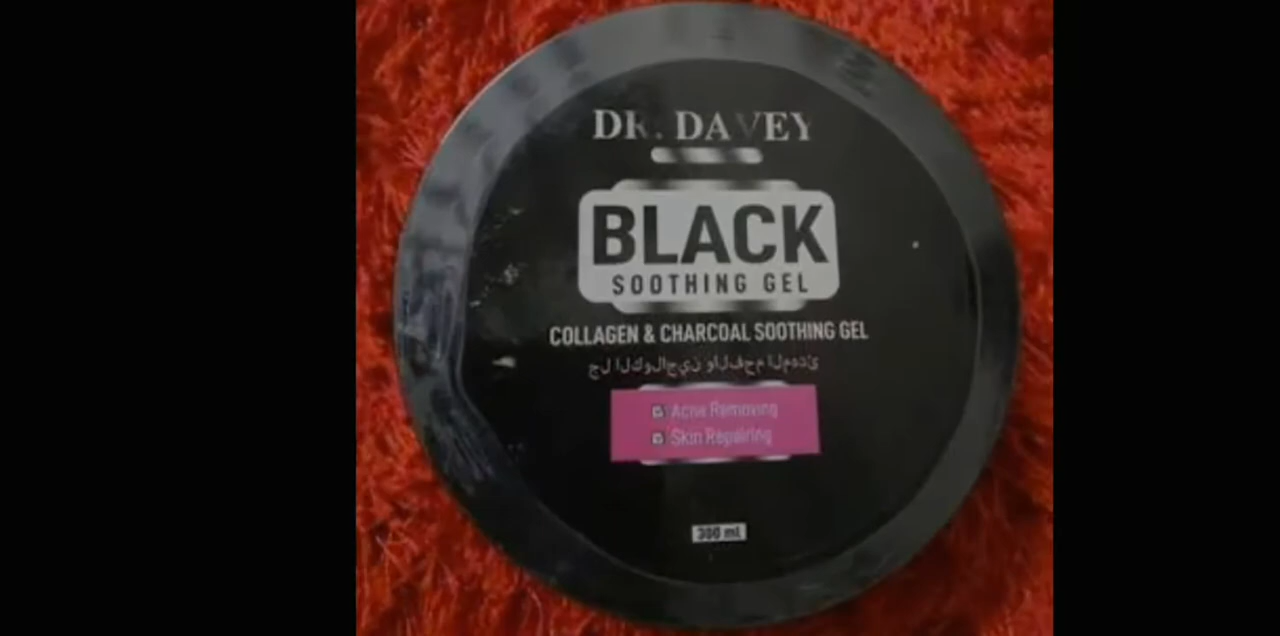 DR. DAVEY
BLACK
SOOTHING GEL
COLLAGEN & CHARCOAL SOOTHING GEL
جل الكولاجين والفحم المهدئ
Acne Removing
Skin Repairing
300 ml